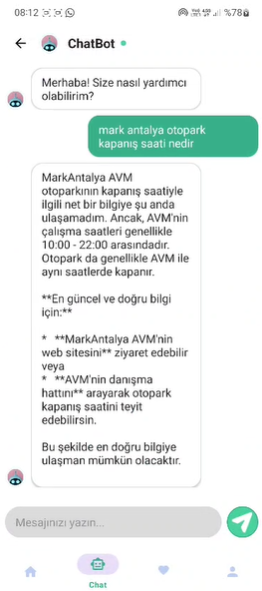 08:12
%78
ChatBot
Merhaba! Size nasıl yardımcı
olabilirim?
mark antalya otopark
kapanış saati nedir
MarkAntalya AVM
otoparkının kapanış saatiyle
ilgili net bir bilgiye şu anda
ulaşamadım. Ancak, AVM'nin
çalışma saatleri genellikle
10:00 - 22:00 arasındadır.
Otopark da genellikle AVM ile
aynı saatlerde kapanır.
**En güncel ve doğru bilgi
için:**
* **MarkAntalya AVM'nin
web sitesini** ziyaret edebilir
veya
* **AVM'nin danışma
hattını** arayarak otopark
kapanış saatini teyit
edebilirsin.
Bu şekilde en doğru bilgiye
ulaşman mümkün olacaktır.
Mesajınızı yazın...
Chat